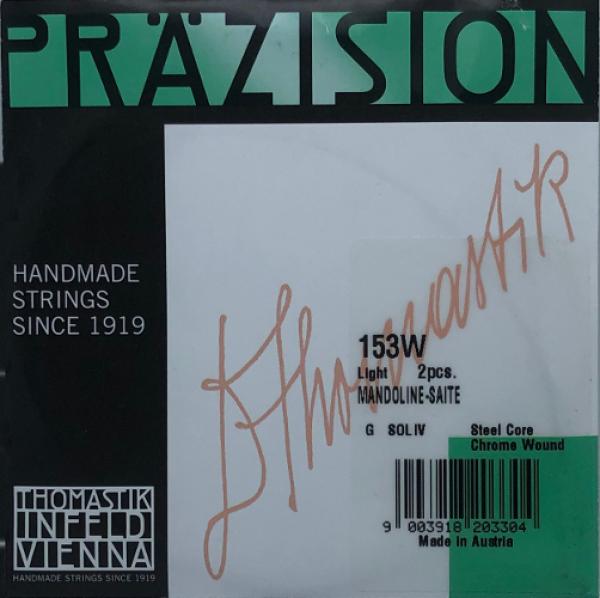 PRÄZISION
HANDMADE
STRINGS
SINCE 1919
Thomastik
153W
Light 2pcs.
MANDOLINE-SAITE
G SOL IV Steel Core
Chrome Wound
9 003918 203304
Made in Austria
THOMASTIK
INFELD
VIENNA
HANDMADE STRINGS SINCE 1919